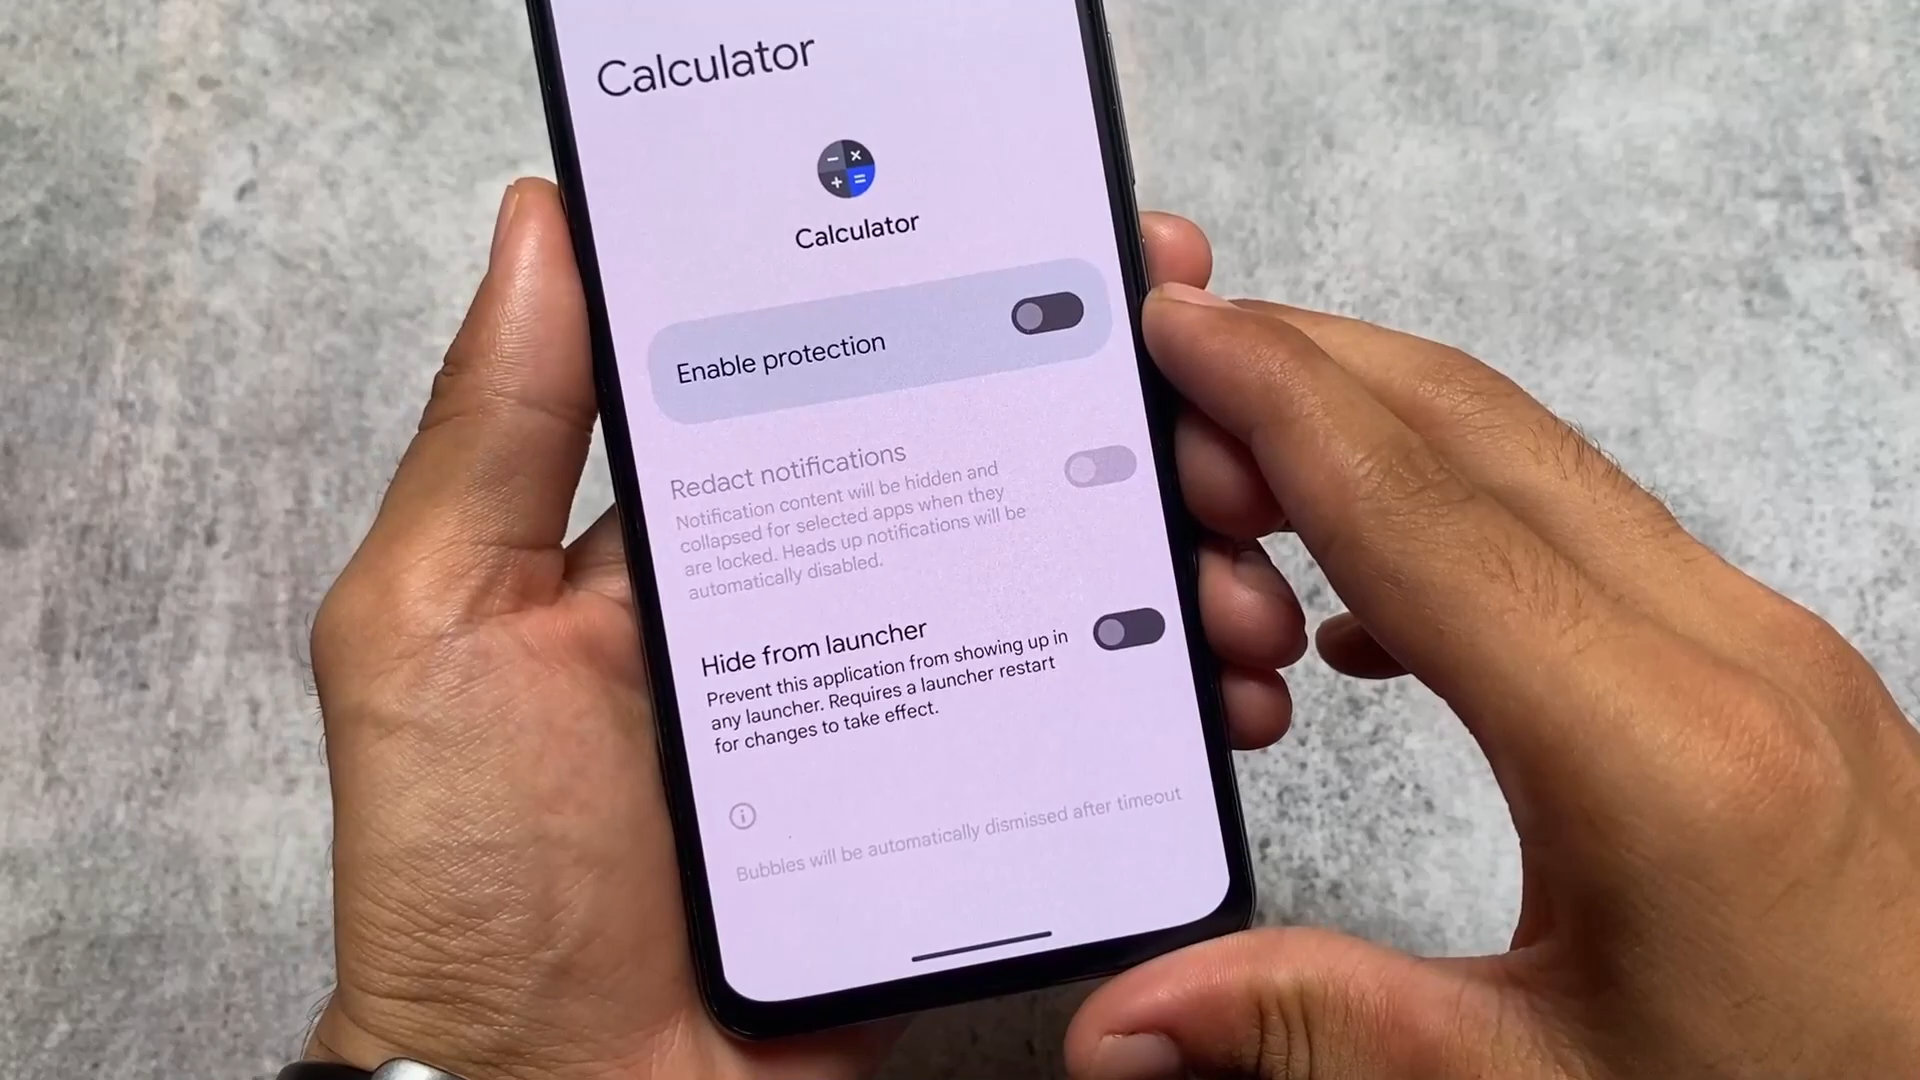 Calculator
Calculator
Enable protection
Redact notifications
Notification content will be hidden and
collapsed for selected apps when they
are locked. Heads up notifications will be
automatically disabled.
Hide from launcher
Prevent this application from showing up in
any launcher. Requires a launcher restart
for changes to take effect.
Bubbles will be automatically dismissed after timeout